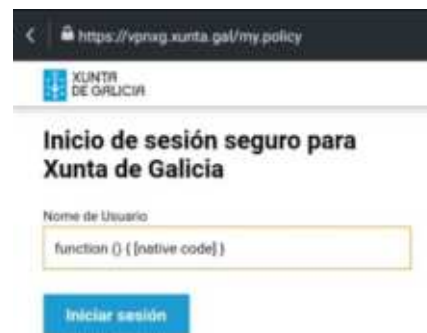 https://vpnxg.xunta.gal/my.policy
XUNTA
DE GALICIA
Inicio de sesión seguro para
Xunta de Galicia
Nome de Usuario
function () { [native code] }
Iniciar sesión